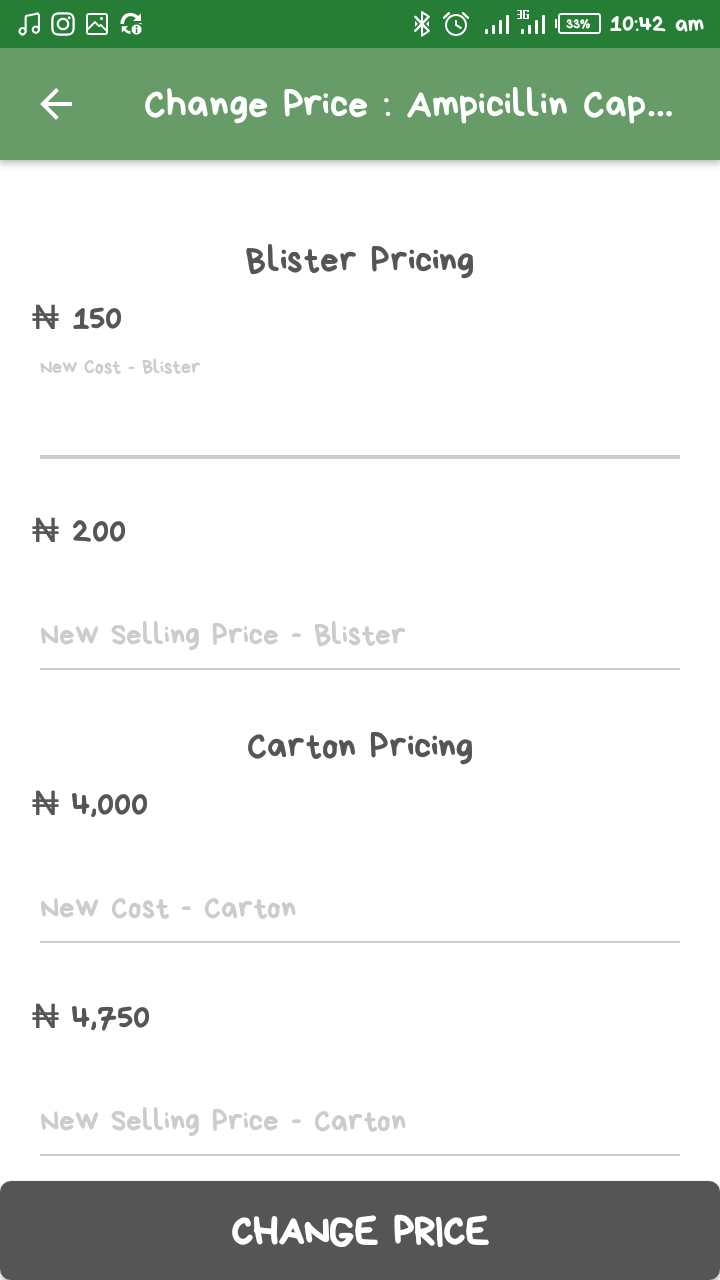 3G 33% 10:42 am
Change Price : Ampicillin Cap...
Blister Pricing
₦ 150
New Cost - Blister
₦ 200
New Selling Price - Blister
Carton Pricing
₦ 4,000
New Cost - Carton
₦ 4,750
New Selling Price - Carton
CHANGE PRICE